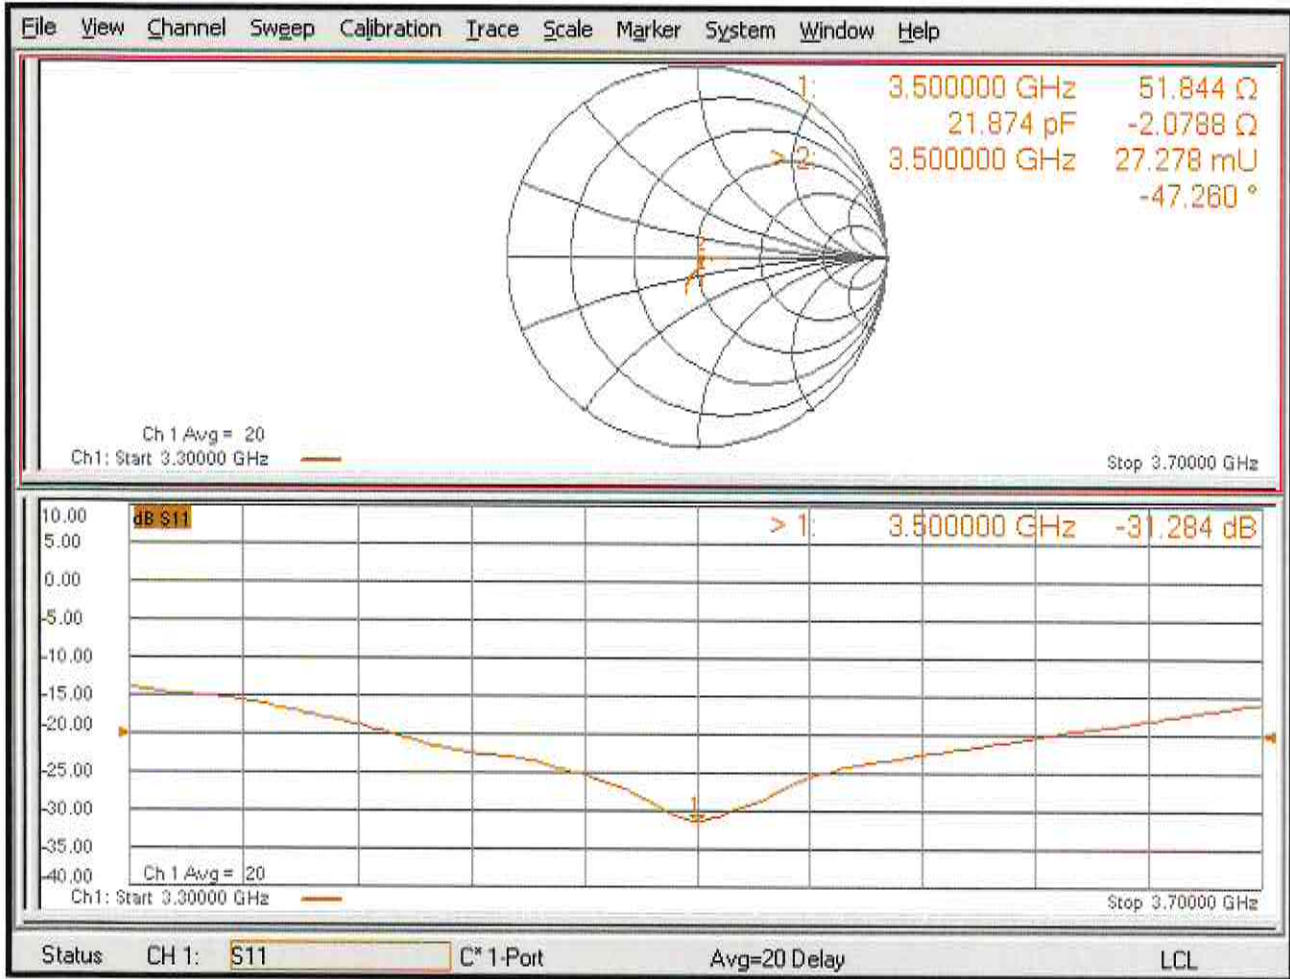 File View Channel Sweep Calibration Trace Scale Marker System Window Help
1: 3.500000 GHz 51.844 Ω
21.874 pF -2.0788 Ω
> 2: 3.500000 GHz 27.278 mU
-47.260 °
Ch 1 Avg = 20
Ch1: Start 3.30000 GHz Stop 3.70000 GHz
10.00 dB S11 > 1: 3.500000 GHz -31.284 dB
5.00
0.00
-5.00
-10.00
-15.00
-20.00
-25.00
-30.00 1
-35.00
-40.00 Ch 1 Avg = 20
Ch1: Start 3.30000 GHz Stop 3.70000 GHz
Status CH 1: S11 C* 1-Port Avg=20 Delay LCL